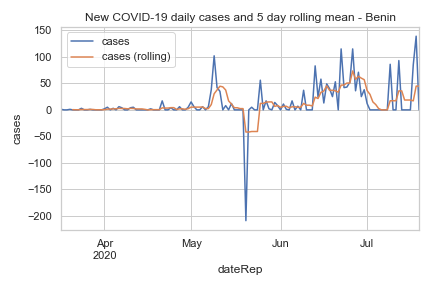 New COVID-19 daily cases and 5 day rolling mean - Benin
cases
cases (rolling)
150
100
50
0
−50
−100
−150
−200
cases
Apr
2020
May
Jun
Jul
dateRep